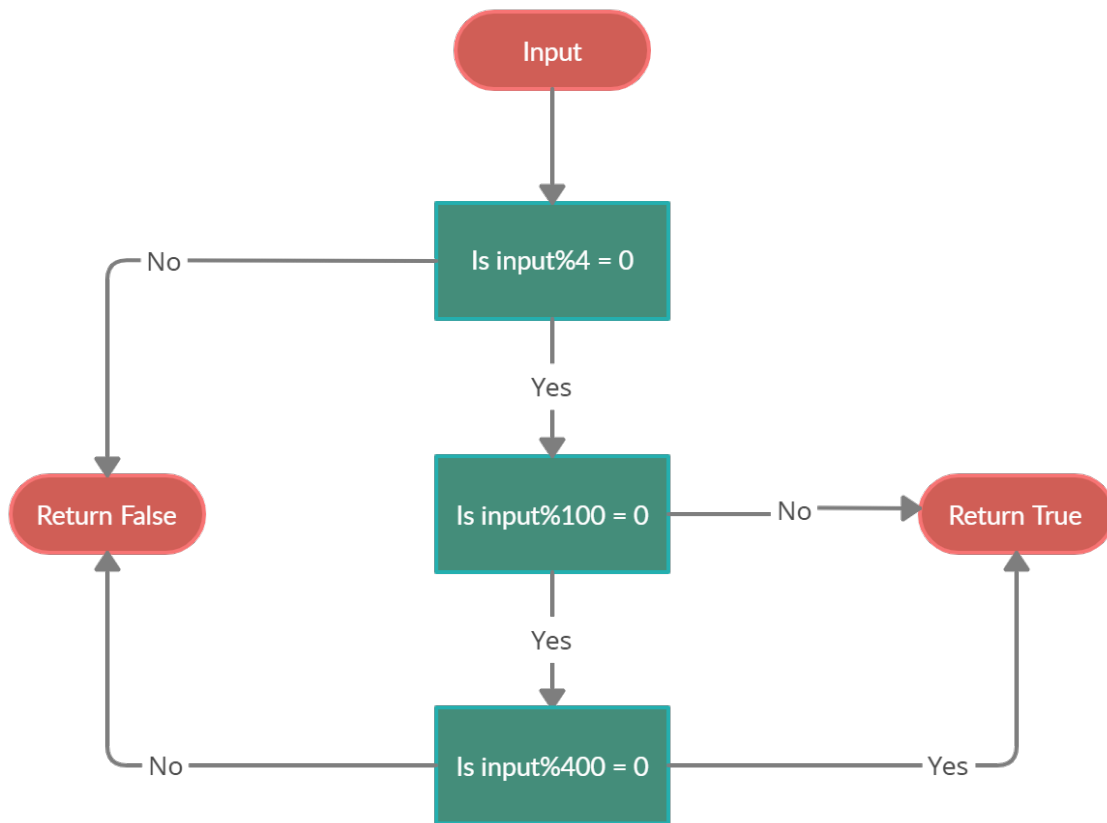 Input
Is input%4 = 0
No
Yes
Return False
Is input%100 = 0
No
Return True
Yes
Is input%400 = 0
No
Yes